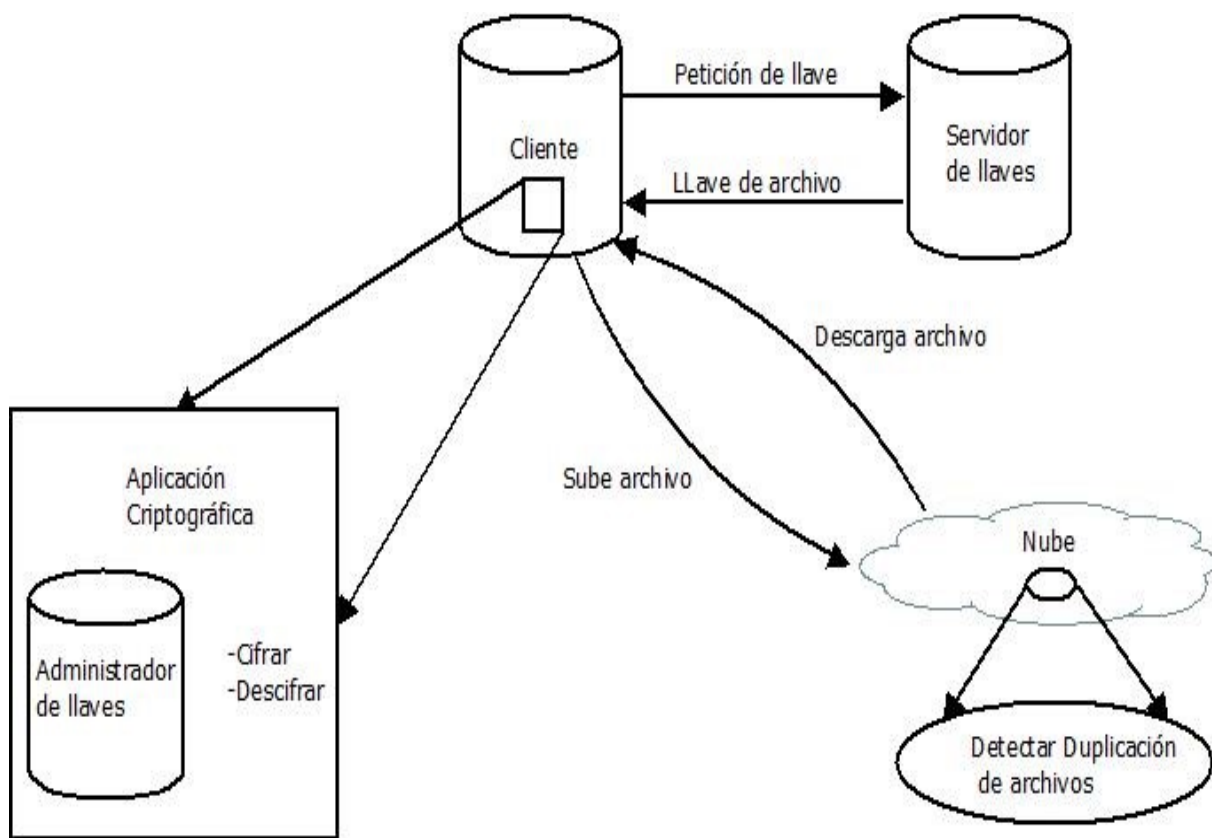 Petición de llave
Cliente
Servidor
de llaves
LLave de archivo
Descarga archivo
Sube archivo
Aplicación
Criptográfica
Nube
Administrador
de llaves
-Cifrar
-Descifrar
Detectar Duplicación
de archivos